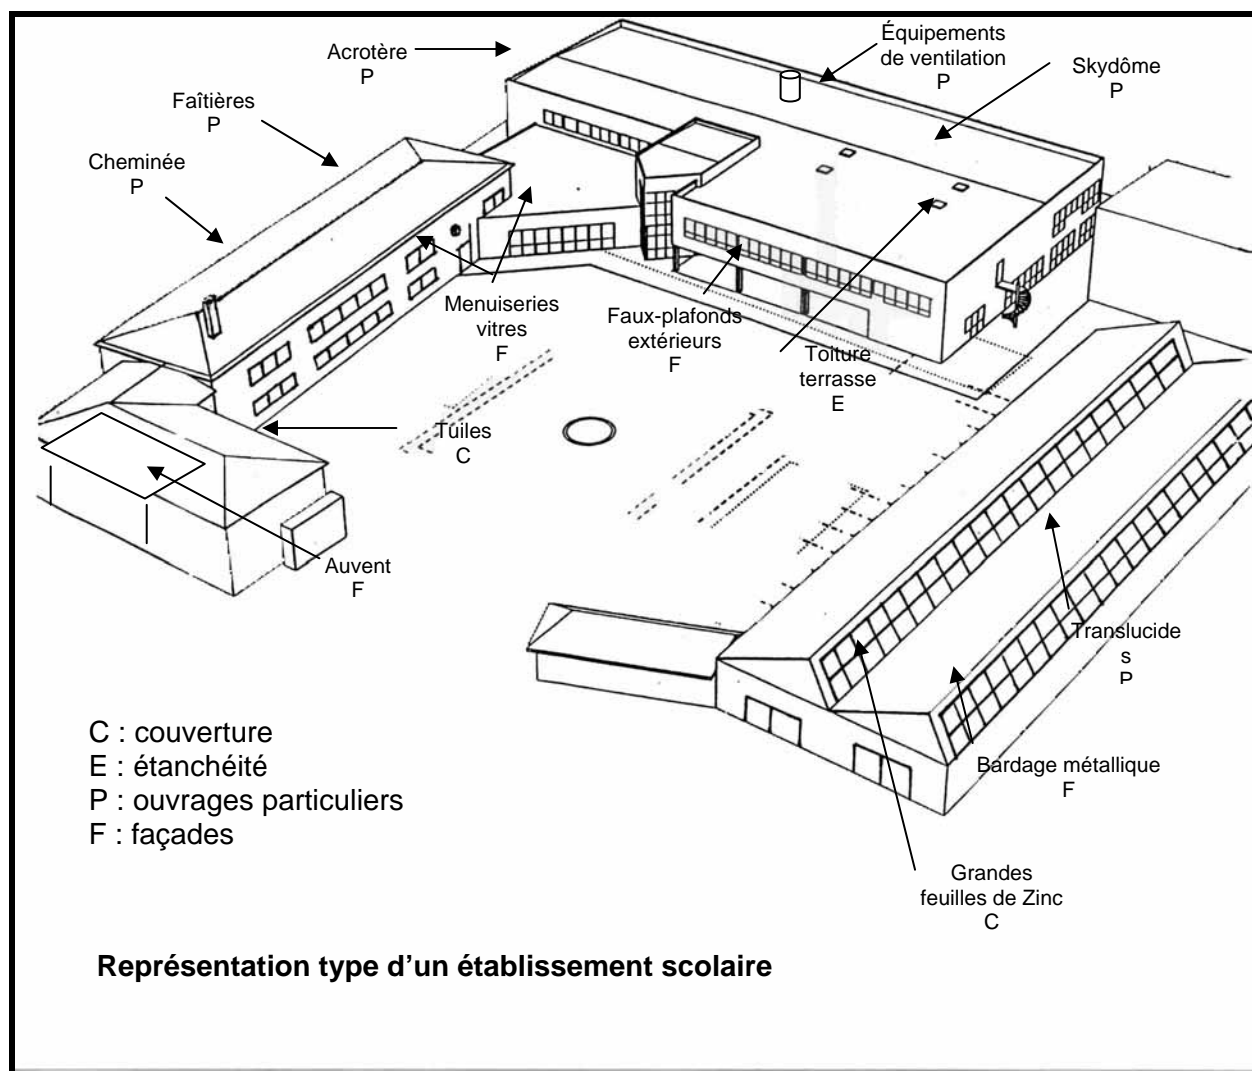 Acrotère
P
Équipements
de ventilation
P
Skydôme
P
Faîtières
P
Cheminée
P
Menuiseries
vitres
F
Faux-plafonds
extérieurs
F
Toiture
terrasse
E
Tuiles
C
Auvent
F
Translucide
s
P
Bardage métallique
F
Grandes
feuilles de Zinc
C
C : couverture
E : étanchéité
P : ouvrages particuliers
F : façades
Représentation type d’un établissement scolaire